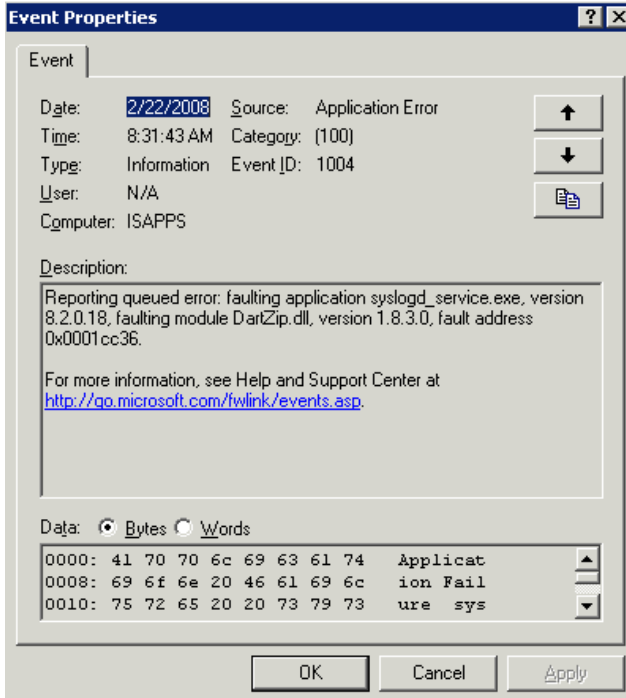 Event Properties
Event
Date: 2/22/2008 Source: Application Error
Time: 8:31:43 AM Category: (100)
Type: Information Event ID: 1004
User: N/A
Computer: ISAPPS
Description:
Reporting queued error: faulting application syslogd_service.exe, version
8.2.0.18, faulting module DartZip.dll, version 1.8.3.0, fault address
0x0001cc36.
For more information, see Help and Support Center at
http://go.microsoft.com/fwlink/events.asp.
Data: Bytes Words
0000: 41 70 70 6c 69 63 61 74 Applicat
0008: 69 6f 6e 20 46 61 69 6c ion Fail
0010: 75 72 65 20 20 73 79 73 ure sys
OK Cancel Apply